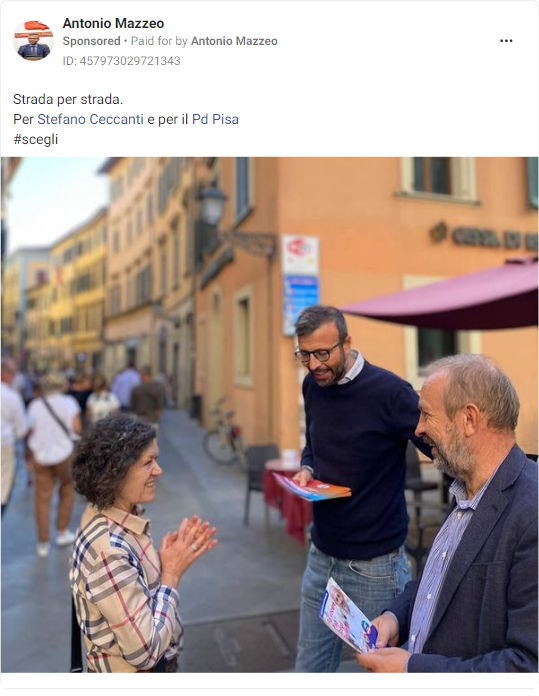 Antonio Mazzeo
Sponsored • Paid for by Antonio Mazzeo
ID: 457973029721343
Strada per strada.
Per Stefano Ceccanti e per il Pd Pisa
#scegli